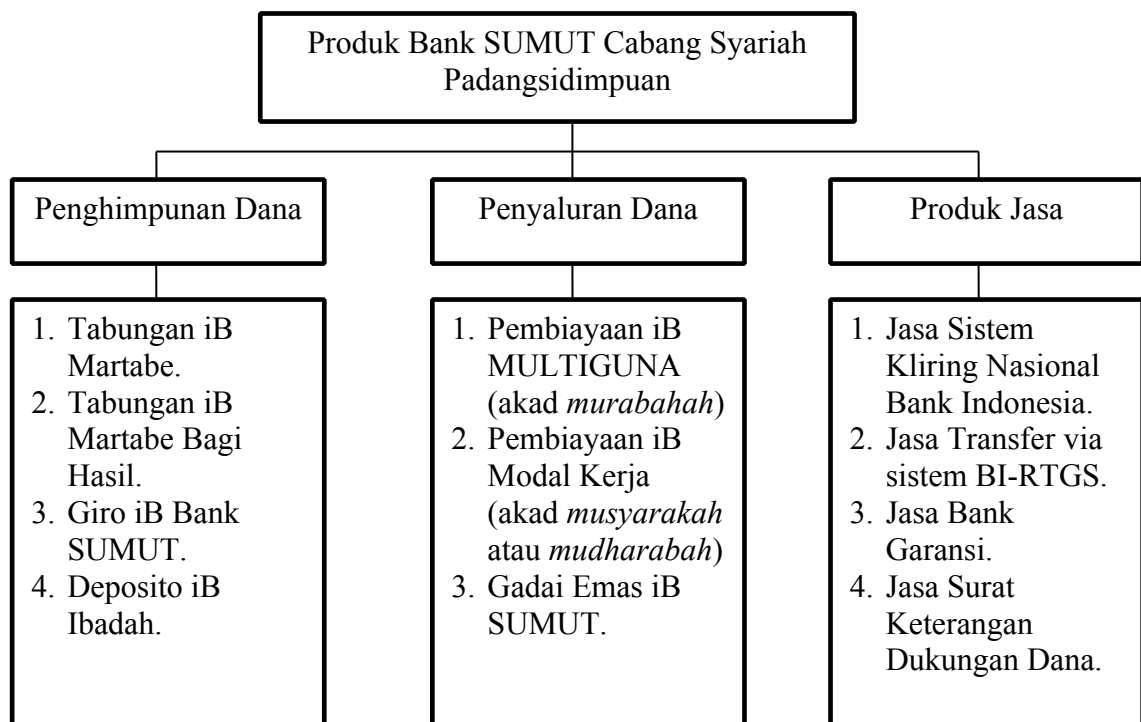 Produk Bank SUMUT Cabang Syariah
Padangsidimpuan
Penghimpunan Dana
Penyaluran Dana
Produk Jasa
1. Tabungan iB
Martabe.
2. Tabungan iB
Martabe Bagi
Hasil.
3. Giro iB Bank
SUMUT.
4. Deposito iB
Ibadah.
1. Pembiayaan iB
MULTIGUNA
(akad murabahah)
2. Pembiayaan iB
Modal Kerja
(akad musyarakah
atau mudharabah)
3. Gadai Emas iB
SUMUT.
1. Jasa Sistem
Kliring Nasional
Bank Indonesia.
2. Jasa Transfer via
sistem BI-RTGS.
3. Jasa Bank
Garansi.
4. Jasa Surat
Keterangan
Dukungan Dana.